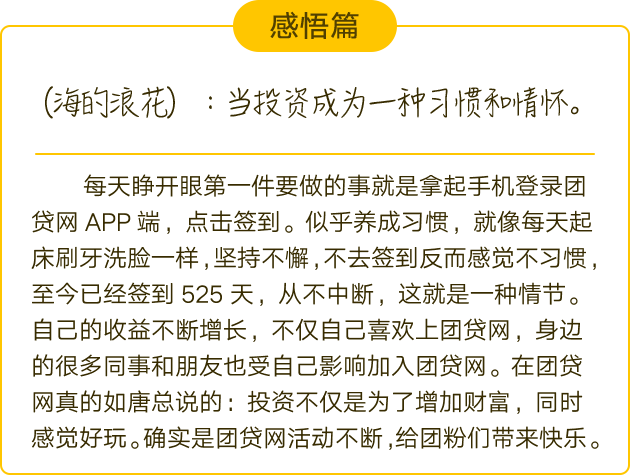 感悟篇
(海的浪花) ：当投资成为一种习惯和情怀。
每天睁开眼第一件要做的事就是拿起手机登录团
贷网 APP 端，点击签到。似乎养成习惯，就像每天起
床刷牙洗脸一样,坚持不懈,不去签到反而感觉不习惯,
至今已经签到 525 天，从不中断，这就是一种情节。
自己的收益不断增长，不仅自己喜欢上团贷网，身边
的很多同事和朋友也受自己影响加入团贷网。在团贷
网真的如唐总说的：投资不仅是为了增加财富，同时
感觉好玩。确实是团贷网活动不断,给团粉们带来快乐。